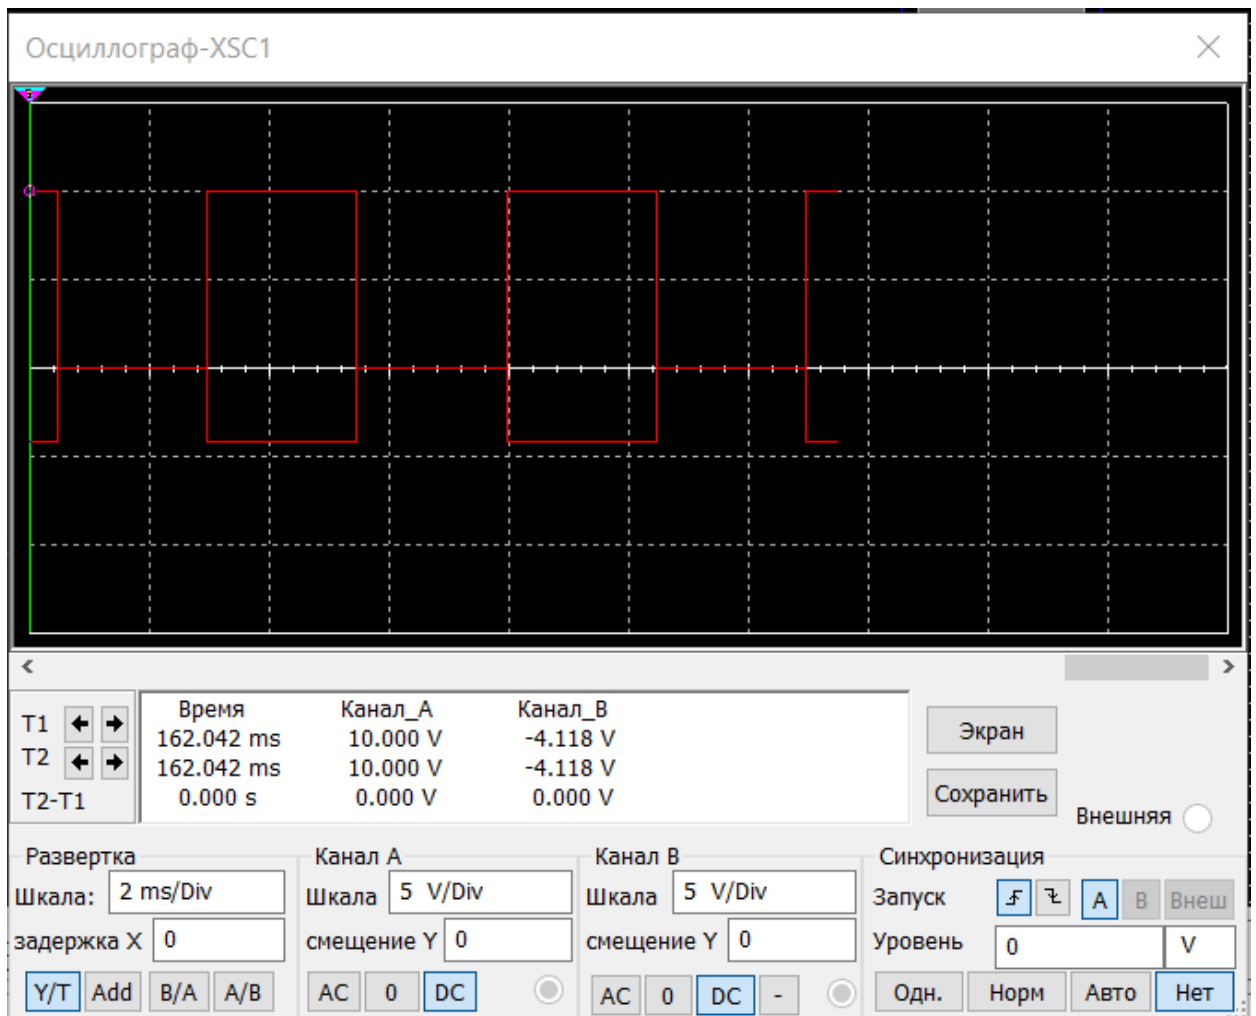 Осциллограф-XSC1
Время Канал_A Канал_B
T1 162.042 ms 10.000 V -4.118 V
T2 162.042 ms 10.000 V -4.118 V
T2-T1 0.000 s 0.000 V 0.000 V
Экран
Сохранить
Внешняя
Развертка
Шкала: 2 ms/Div
задержка X 0
Y/T Add B/A A/B
Канал A
Шкала 5 V/Div
смещение Y 0
AC 0 DC
Канал B
Шкала 5 V/Div
смещение Y 0
AC 0 DC -
Синхронизация
Запуск A B Внеш
Уровень 0 V
Одн. Норм Авто Нет